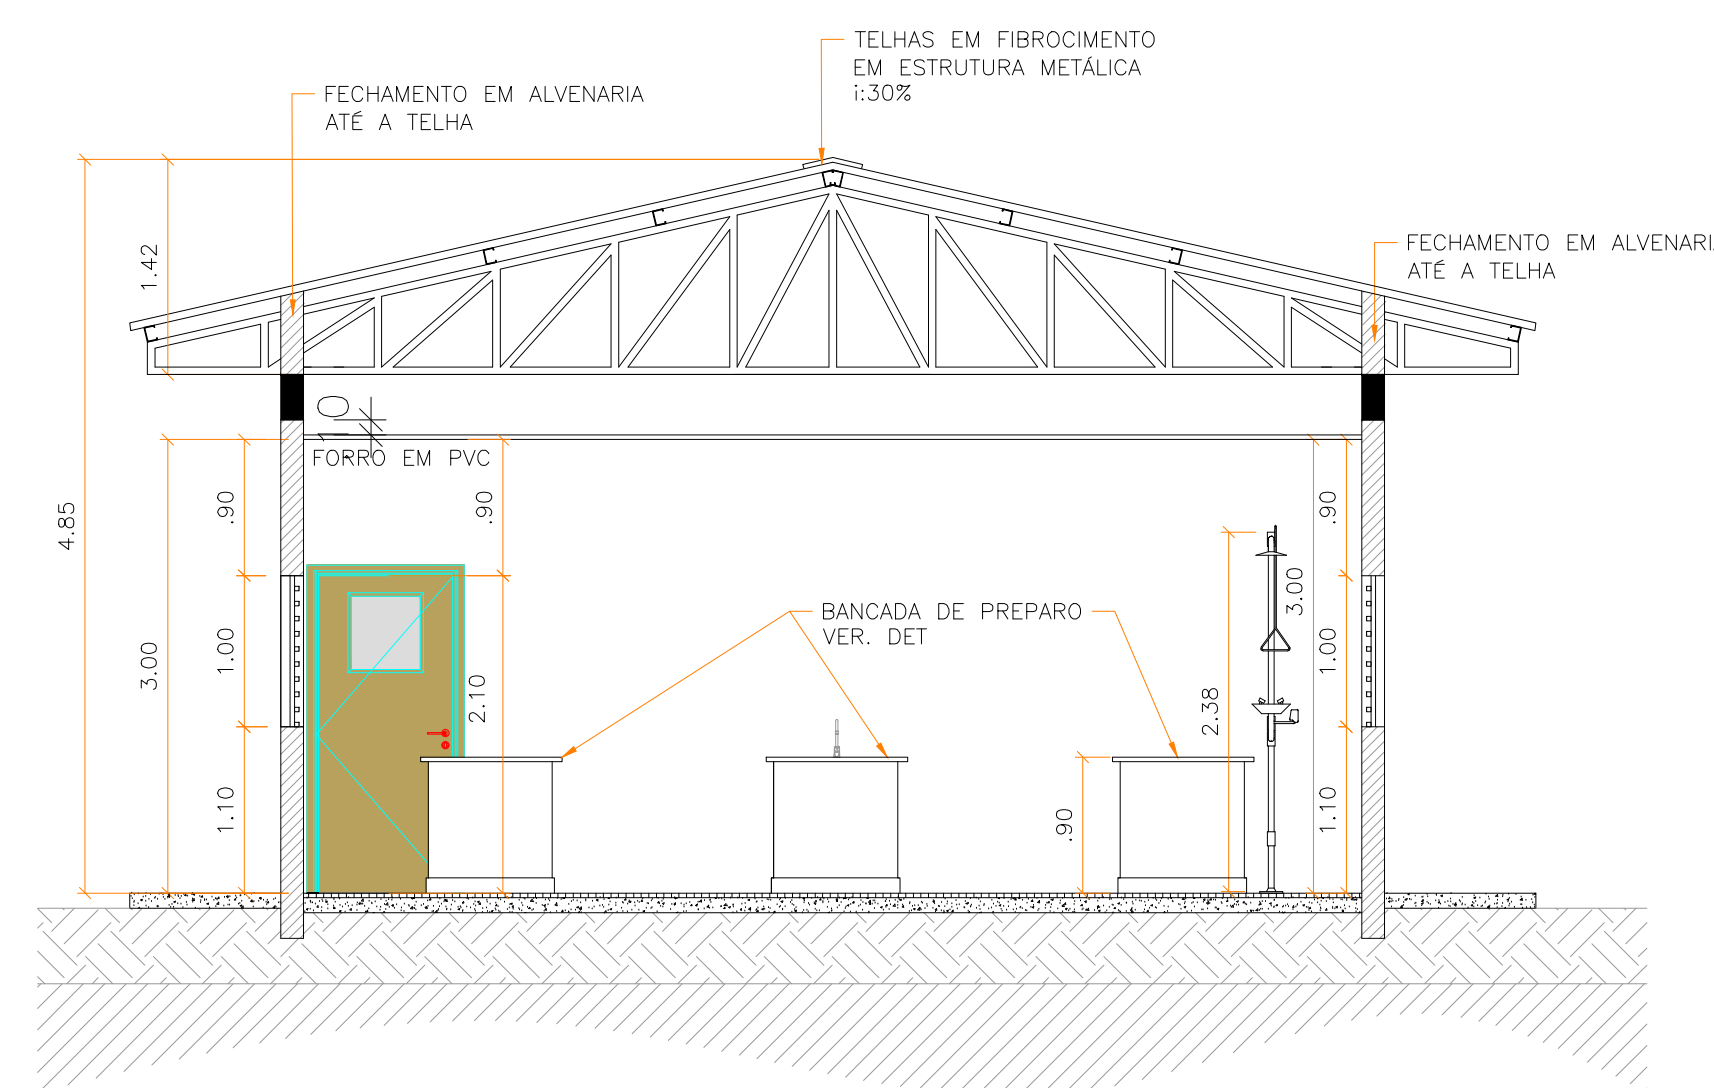 TELHAS EM FIBROCIMENTO
EM ESTRUTURA METÁLICA
i:30%
FECHAMENTO EM ALVENARIA
ATÉ A TELHA
FECHAMENTO EM ALVENARI
ATÉ A TELHA
1.42
.10
FORRO EM PVC
4.85
3.00
.90
1.00
1.10
.90
2.10
BANCADA DE PREPARO
VER. DET
.90
2.38
3.00
.90
1.00
1.10